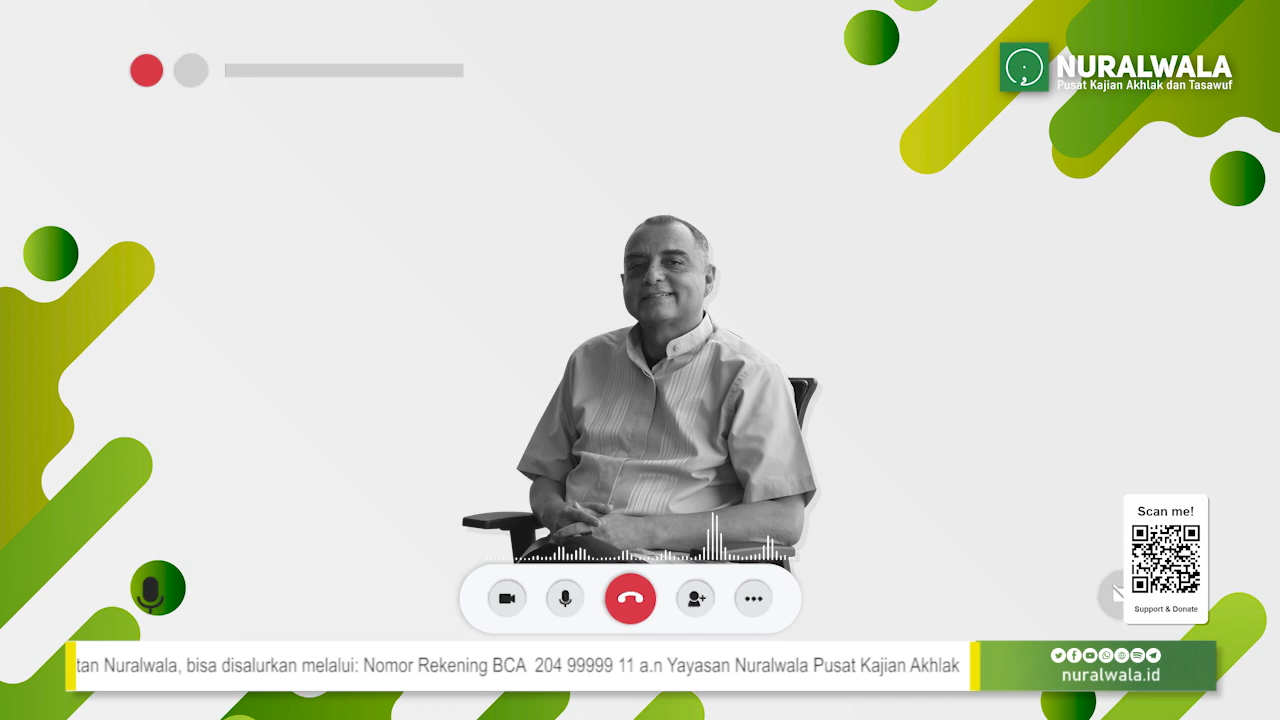 NURALWALA
Pusat Kajian Akhlak dan Tasawuf
Scan me!
Support & Donate
tan Nuralwala, bisa disalurkan melalui: Nomor Rekening BCA 204 99999 11 a.n Yayasan Nuralwala Pusat Kajian Akhlak
nuralwala.id